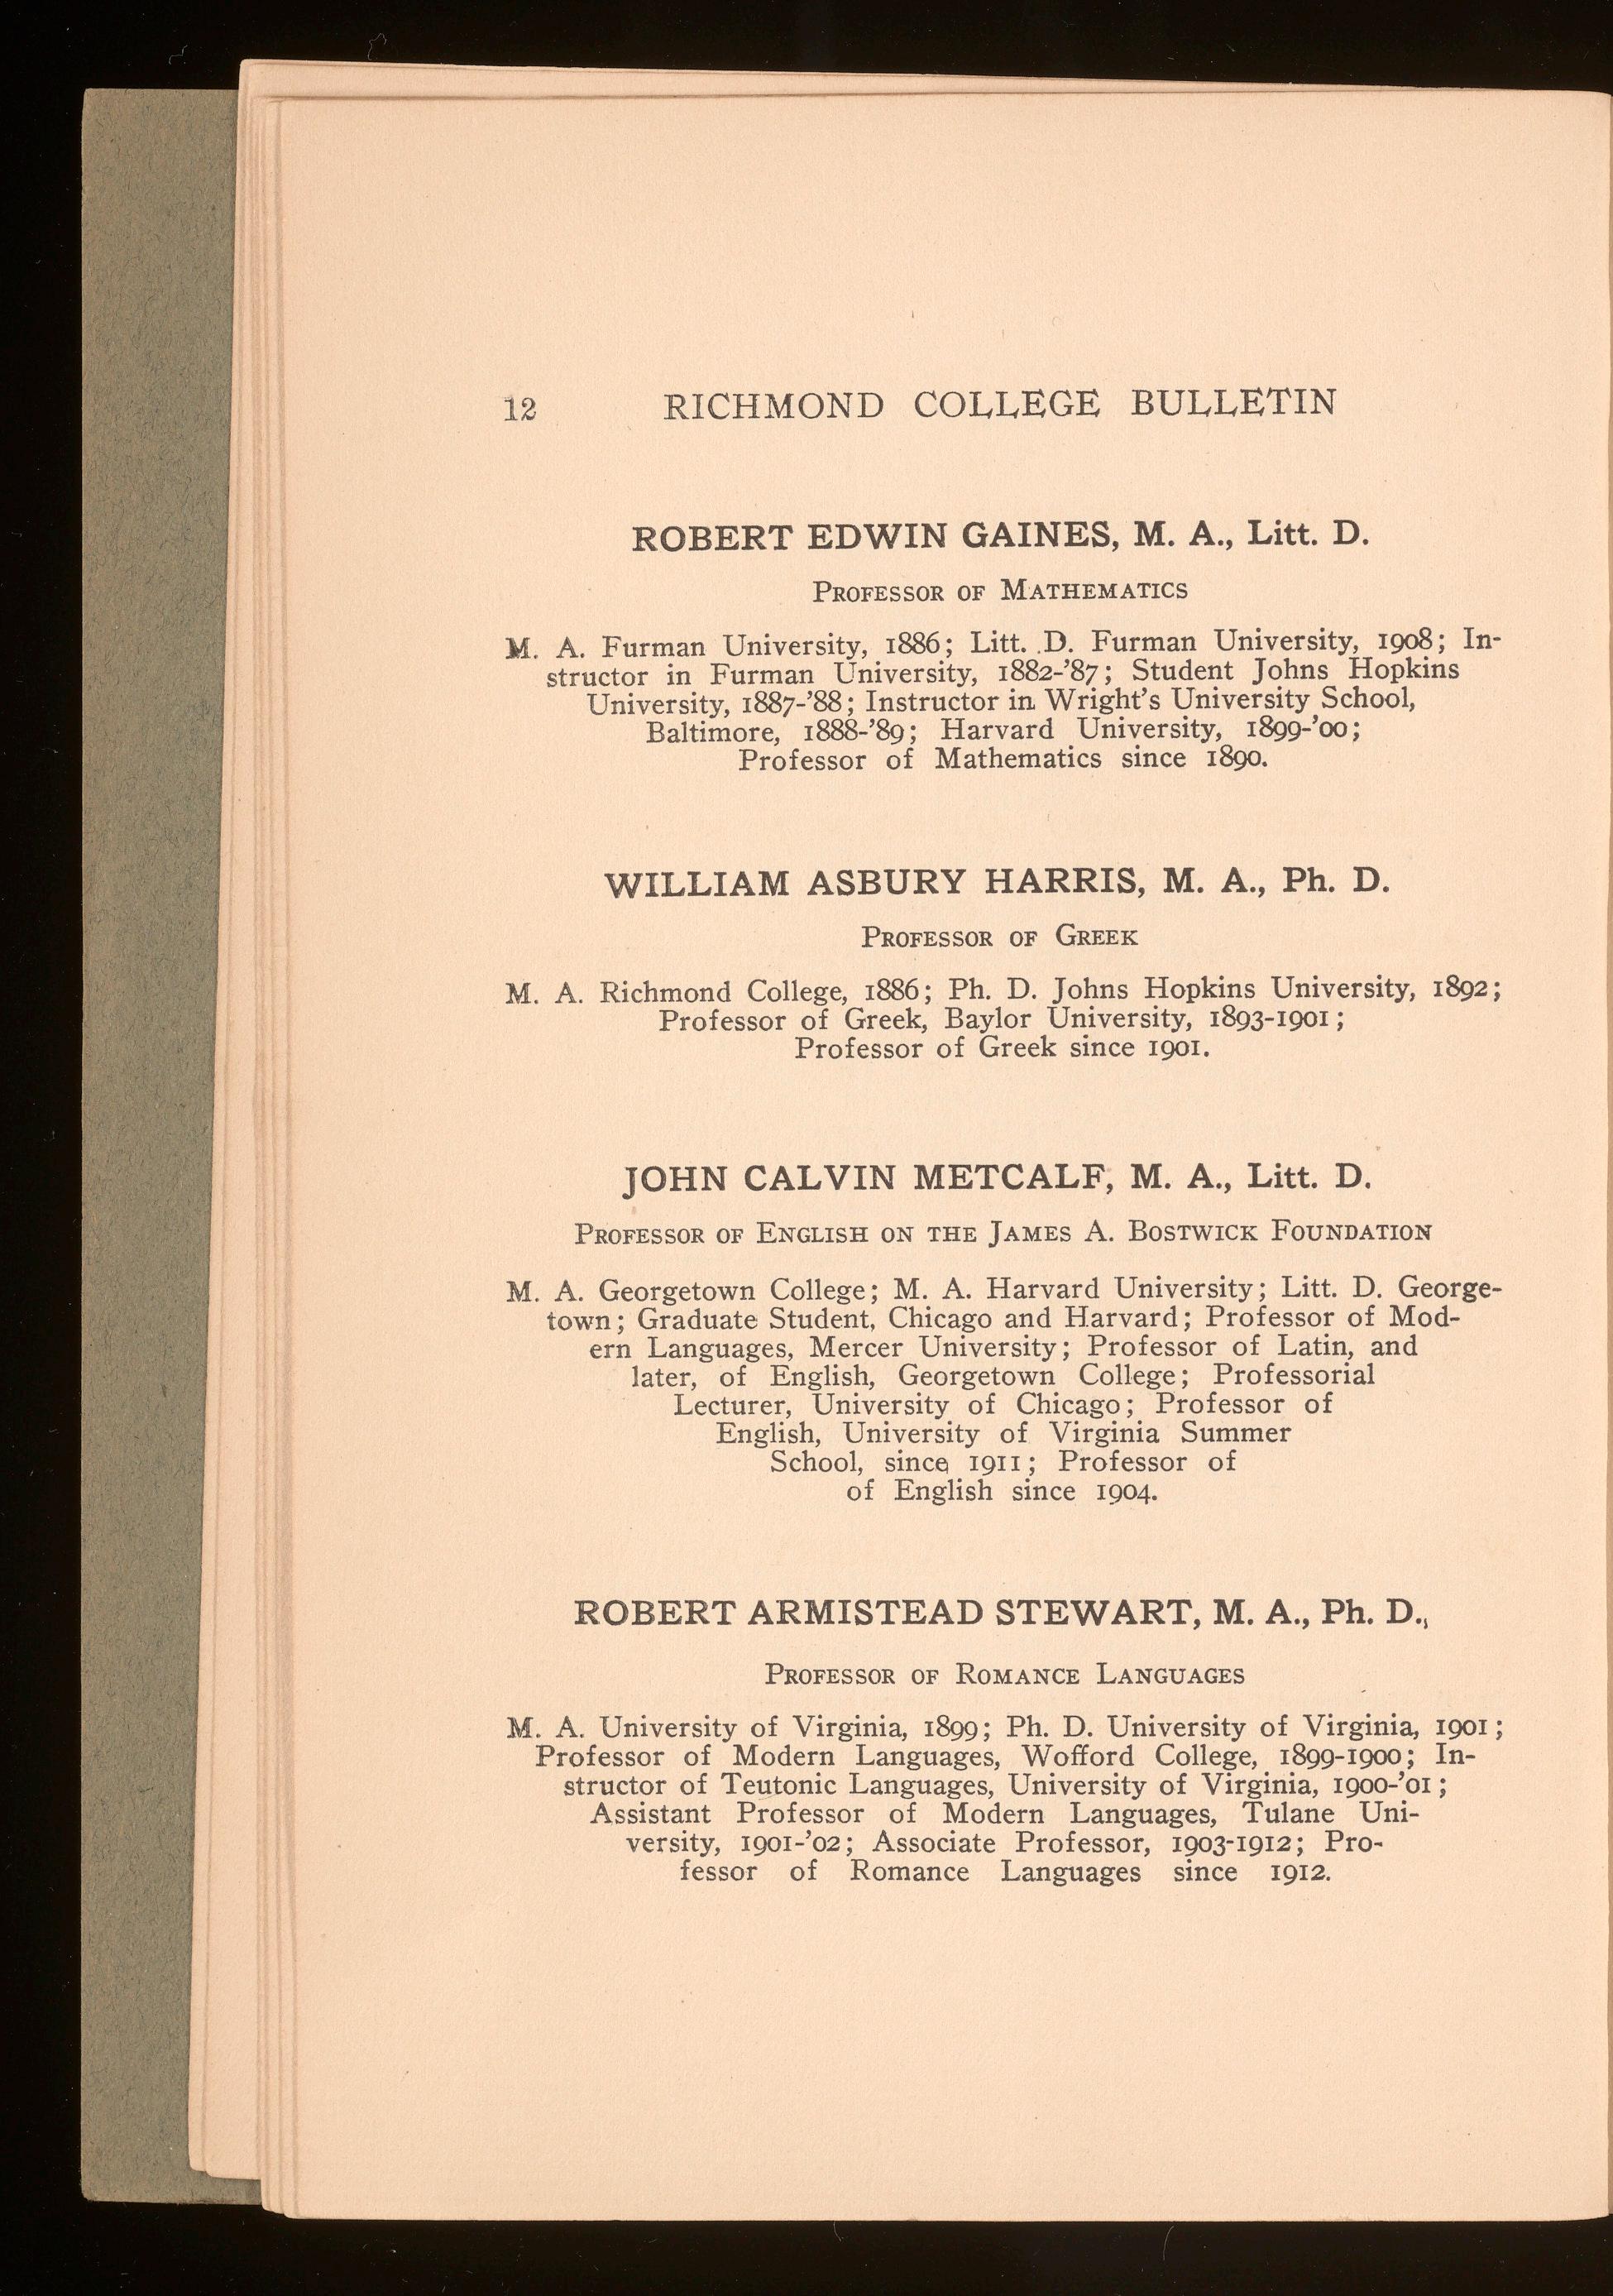 12 RICHMOND COLLEGE BULLETIN
ROBERT EDWIN GAINES, M. A., Litt. D.
PROFESSOR OF MATHEMATICS
M. A. Furman University, 1886; Litt. D. Furman University, 1908; In-
structor in Furman University, 1882-'87; Student Johns Hopkins
University, 1887-'88; Instructor in Wright's University School,
Baltimore, 1888-'89; Harvard University, 1899-'00;
Professor of Mathematics since 1890.
WILLIAM ASBURY HARRIS, M. A., Ph. D.
PROFESSOR OF GREEK
M. A. Richmond College, 1886; Ph. D. Johns Hopkins University, 1892;
Professor of Greek, Baylor University, 1893-1901;
Professor of Greek since 1901.
JOHN CALVIN METCALF, M. A., Litt. D.
PROFESSOR OF ENGLISH ON THE JAMES A. BOSTWICK FOUNDATION
M. A. Georgetown College; M. A. Harvard University; Litt. D. George-
town; Graduate Student, Chicago and Harvard; Professor of Mod-
ern Languages, Mercer University; Professor of Latin, and
later, of English, Georgetown College; Professorial
Lecturer, University of Chicago; Professor of
English, University of Virginia Summer
School, since 1911; Professor of
of English since 1904.
ROBERT ARMISTEAD STEWART, M. A., Ph. D.,
PROFESSOR OF ROMANCE LANGUAGES
M. A. University of Virginia, 1899; Ph. D. University of Virginia, 1901;
Professor of Modern Languages, Wofford College, 1899-1900; In-
structor of Teutonic Languages, University of Virginia, 1900-'01;
Assistant Professor of Modern Languages, Tulane Uni-
versity, 1901-'02; Associate Professor, 1903-1912; Pro-
fessor of Romance Languages since 1912.